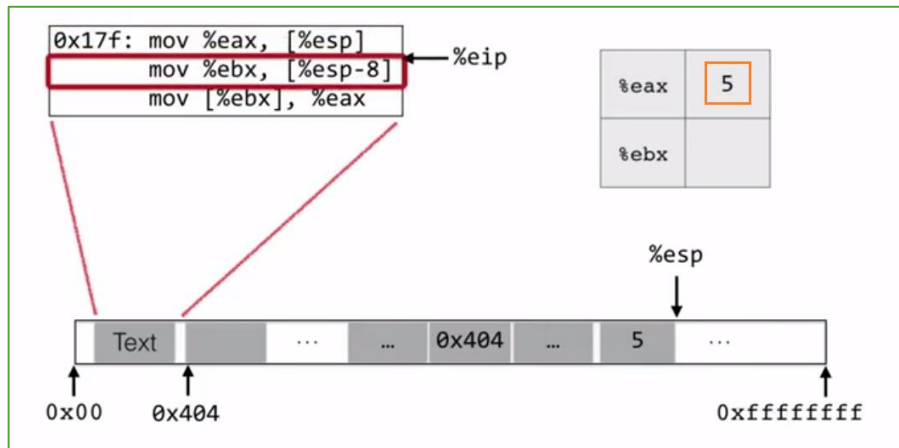 0x17f: mov %eax, [%esp]
mov %ebx, [%esp-8]
mov [%ebx], %eax
%eip
%eax 5
%ebx
%esp
Text ... ... 0x404 ... 5 ...
0x00 0x404 0xffffffff